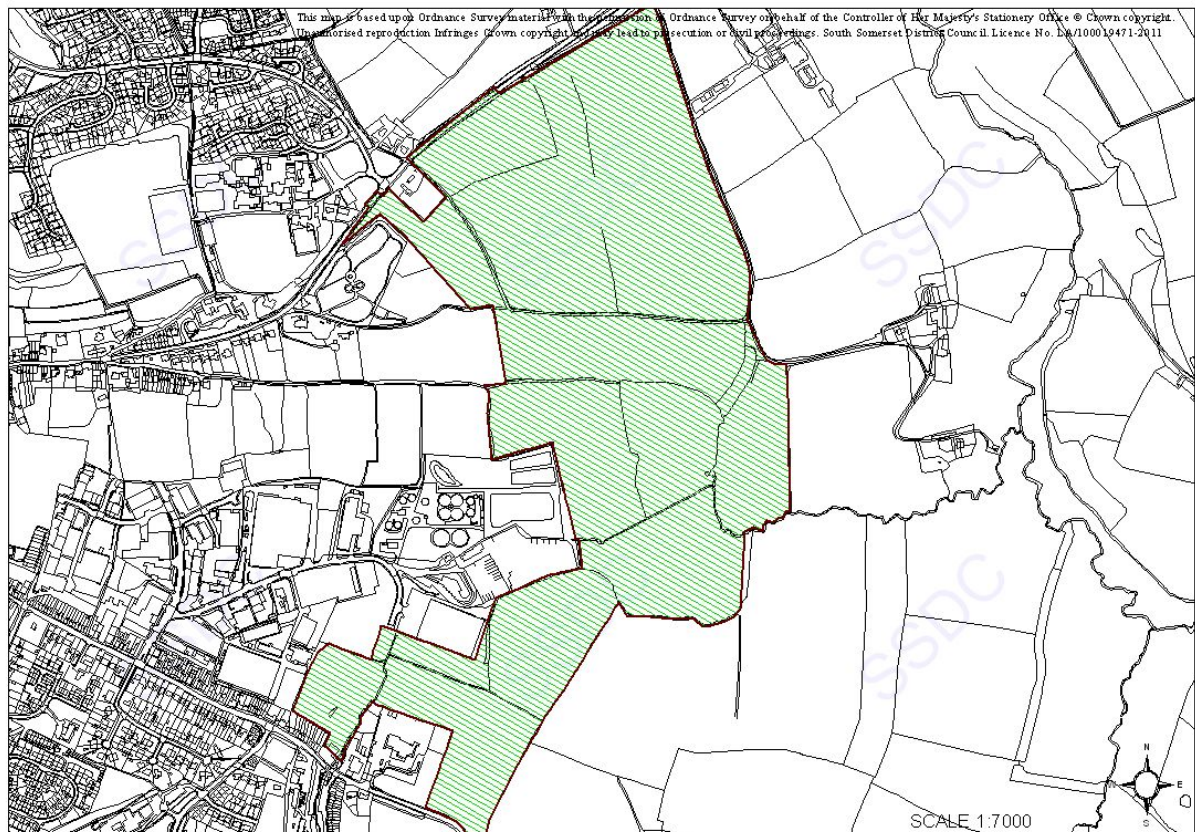 This map is based upon Ordnance Survey material with the permission of Ordnance Survey on behalf of the Controller of Her Majesty's Stationery Office © Crown copyright.
Unauthorised reproduction infringes Crown copyright and may lead to prosecution or civil proceedings. South Somerset District Council. Licence No. LA/100019471-2011
SSDC
SSDC
SSDC
N
W E
S
SCALE 1:7000